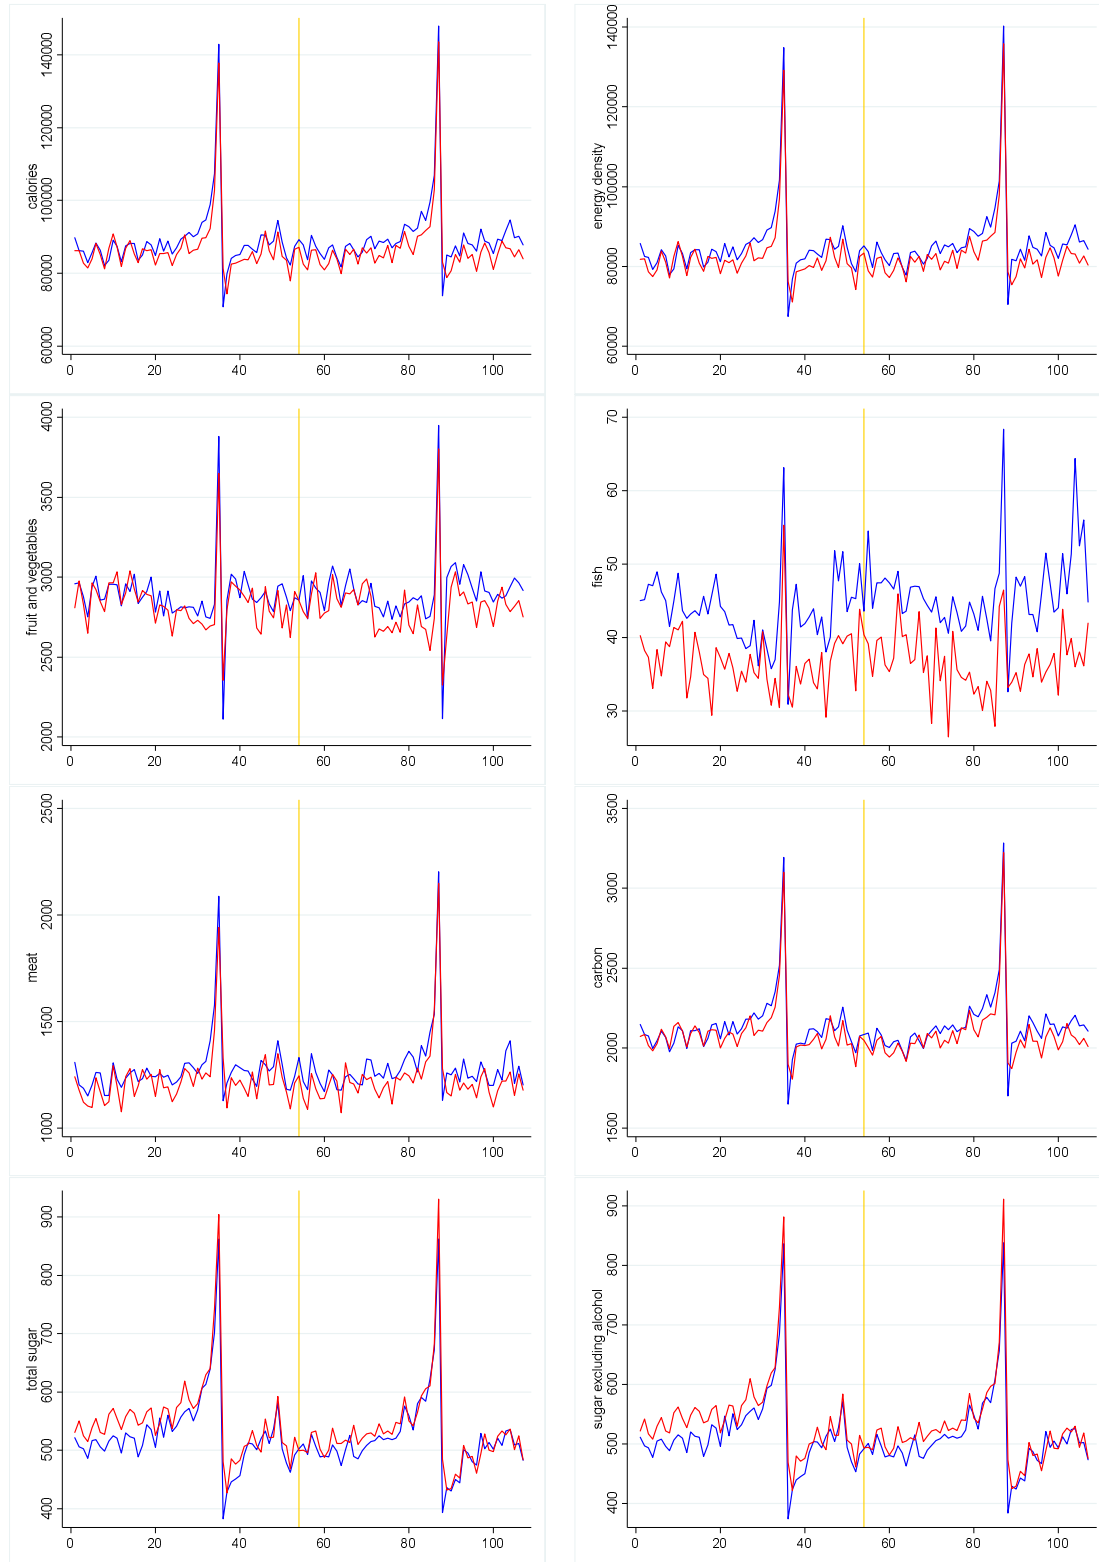 calories
140000
120000
100000
80000
60000
0 20 40 60 80 100
energy density
140000
120000
100000
80000
60000
0 20 40 60 80 100
fruit and vegetables
4000
3500
3000
2500
2000
0 20 40 60 80 100
fish
70
60
50
40
30
0 20 40 60 80 100
meat
2500
2000
1500
1000
0 20 40 60 80 100
carbon
3500
3000
2500
2000
1500
0 20 40 60 80 100
total sugar
900
800
700
600
500
400
0 20 40 60 80 100
sugar excluding alcohol
900
800
700
600
500
400
0 20 40 60 80 100